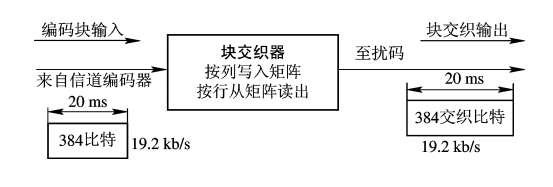 编码块输入
来自信道编码器
20 ms
384比特
19.2 kb/s
块交织器
按列写入矩阵
按行从矩阵读出
至扰码
块交织输出
20 ms
384交织比特
19.2 kb/s